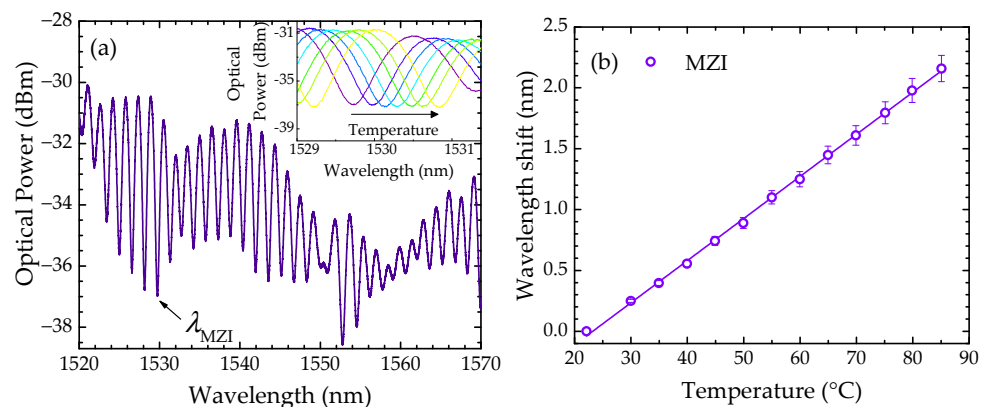 (a)
Optical Power (dBm)
−28
−30
−32
−34
−36
−38
1520
1530
1540
1550
1560
1570
Wavelength (nm)
λMZI
Optical
Power (dBm)
-31
-35
-39
1529
1530
1531
Temperature
Wavelength (nm)
(b)
MZI
Wavelength shift (nm)
2.5
2.0
1.5
1.0
0.5
0.0
20
30
40
50
60
70
80
90
Temperature (°C)